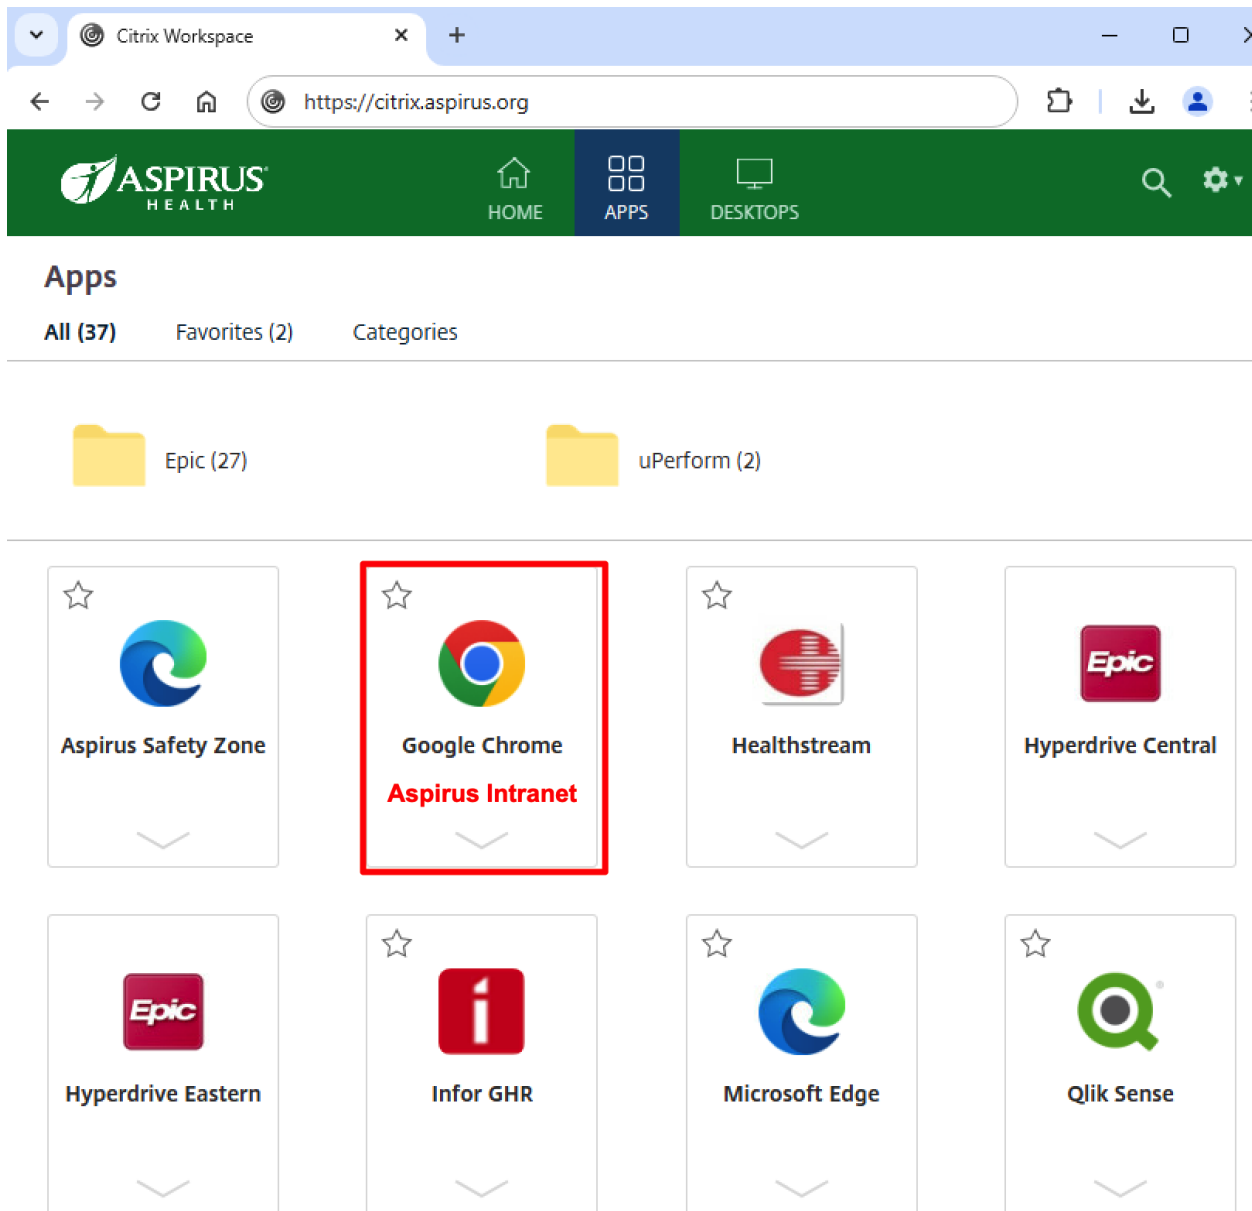 Citrix Workspace
https://citrix.aspirus.org
ASPIRUS
HEALTH
HOME
APPS
DESKTOPS
Apps
All (37)
Favorites (2)
Categories
Epic (27)
uPerform (2)
Epic
Aspirus Safety Zone
Google Chrome
Healthstream
Hyperdrive Central
Aspirus Intranet
Epic
i
Hyperdrive Eastern
Infor GHR
Microsoft Edge
Qlik Sense